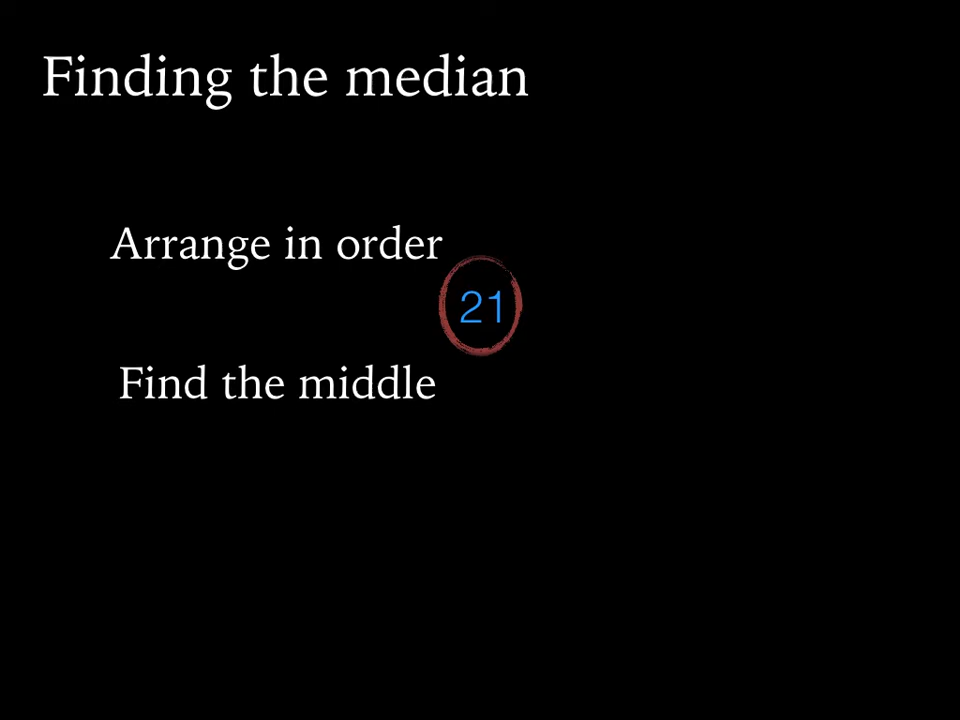 Finding the median
Arrange in order
21
Find the middle